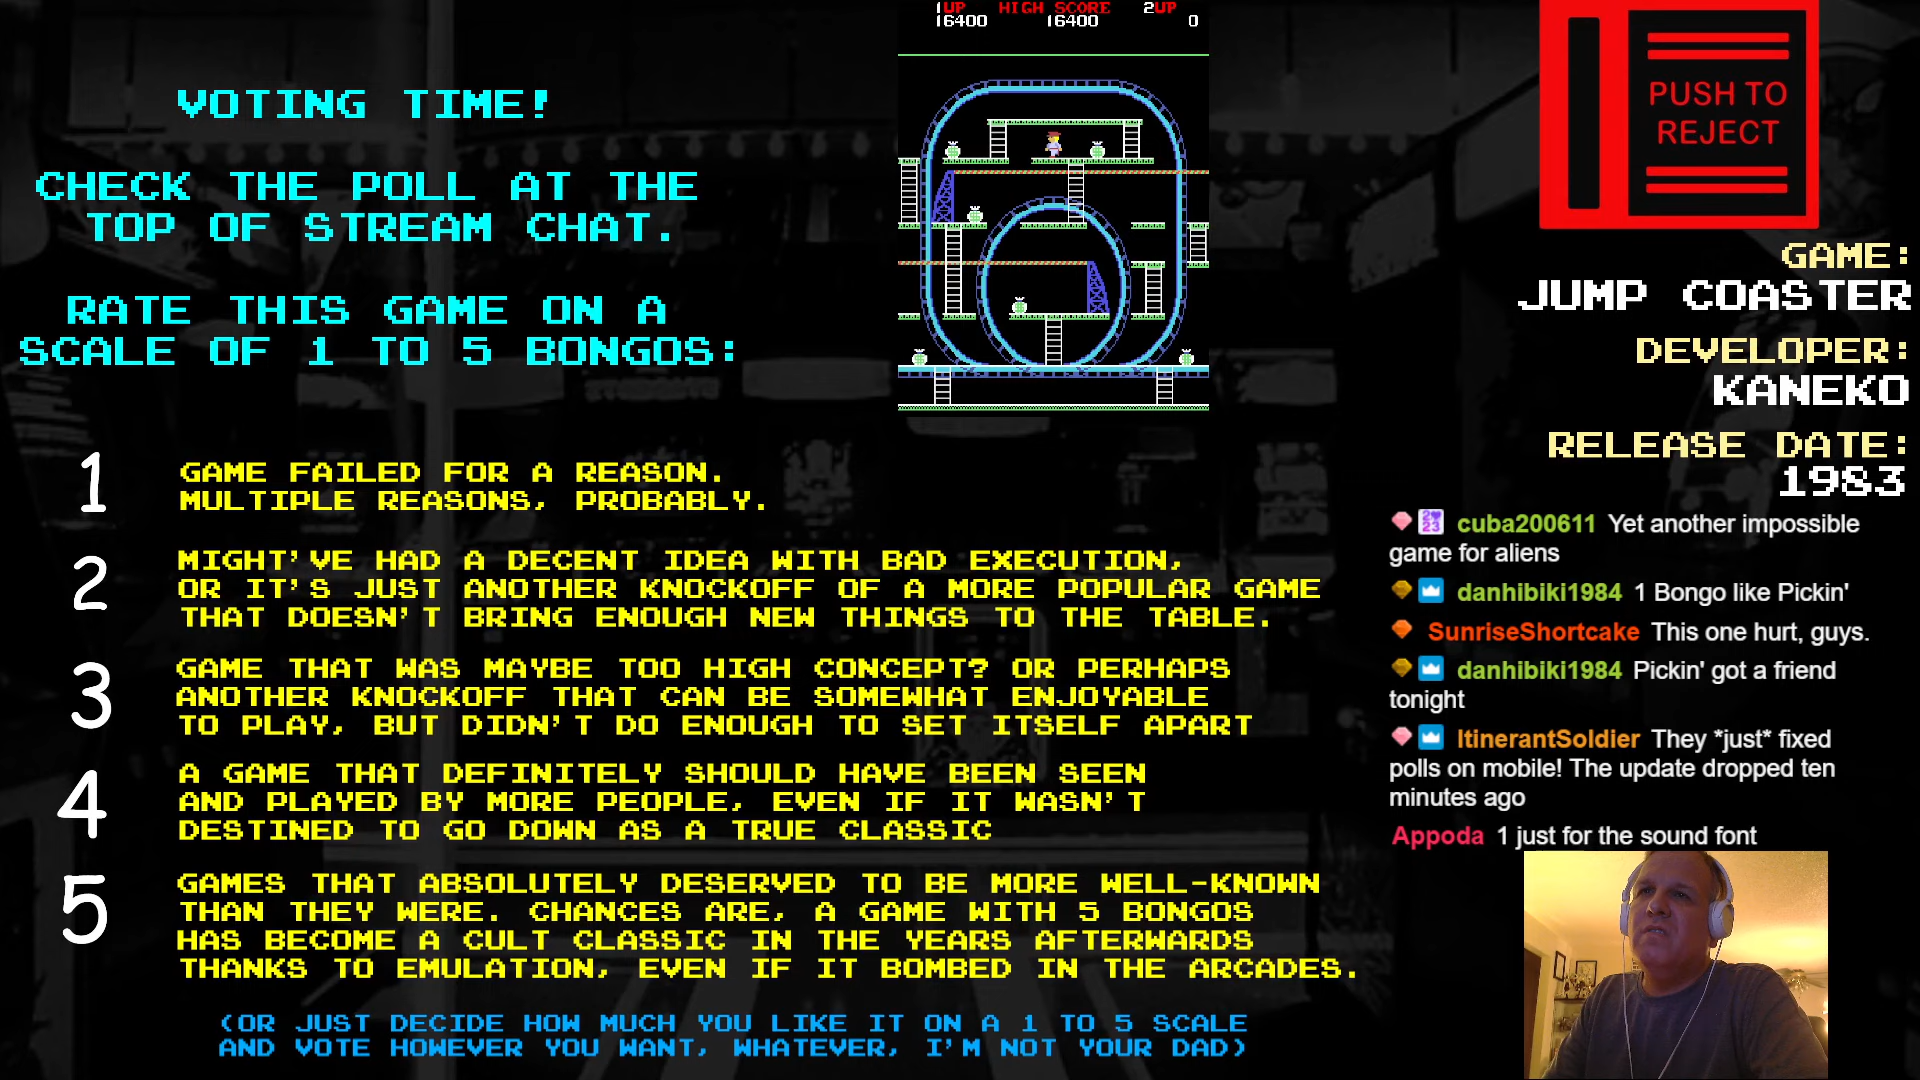 1UP HIGH SCORE 2UP
16400 16400 0
VOTING TIME!
CHECK THE POLL AT THE
TOP OF STREAM CHAT.
RATE THIS GAME ON A
SCALE OF 1 TO 5 BONGOS:
1
GAME FAILED FOR A REASON.
MULTIPLE REASONS, PROBABLY.
2
MIGHT'VE HAD A DECENT IDEA WITH BAD EXECUTION,
OR IT'S JUST ANOTHER KNOCKOFF OF A MORE POPULAR GAME
THAT DOESN'T BRING ENOUGH NEW THINGS TO THE TABLE.
3
GAME THAT WAS MAYBE TOO HIGH CONCEPT? OR PERHAPS
ANOTHER KNOCKOFF THAT CAN BE SOMEWHAT ENJOYABLE
TO PLAY, BUT DIDN'T DO ENOUGH TO SET ITSELF APART
4
A GAME THAT DEFINITELY SHOULD HAVE BEEN SEEN
AND PLAYED BY MORE PEOPLE, EVEN IF IT WASN'T
DESTINED TO GO DOWN AS A TRUE CLASSIC
5
GAMES THAT ABSOLUTELY DESERVED TO BE MORE WELL-KNOWN
THAN THEY WERE. CHANCES ARE, A GAME WITH 5 BONGOS
HAS BECOME A CULT CLASSIC IN THE YEARS AFTERWARDS
THANKS TO EMULATION, EVEN IF IT BOMBED IN THE ARCADES.
(OR JUST DECIDE HOW MUCH YOU LIKE IT ON A 1 TO 5 SCALE
AND VOTE HOWEVER YOU WANT, WHATEVER, I'M NOT YOUR DAD)
PUSH TO
REJECT
GAME:
JUMP COASTER
DEVELOPER:
KANEKO
RELEASE DATE:
1983
cuba200611 Yet another impossible
game for aliens
danhibiki1984 1 Bongo like Pickin'
SunriseShortcake This one hurt, guys.
danhibiki1984 Pickin' got a friend
tonight
ItinerantSoldier They *just* fixed
polls on mobile! The update dropped ten
minutes ago
Appoda 1 just for the sound font